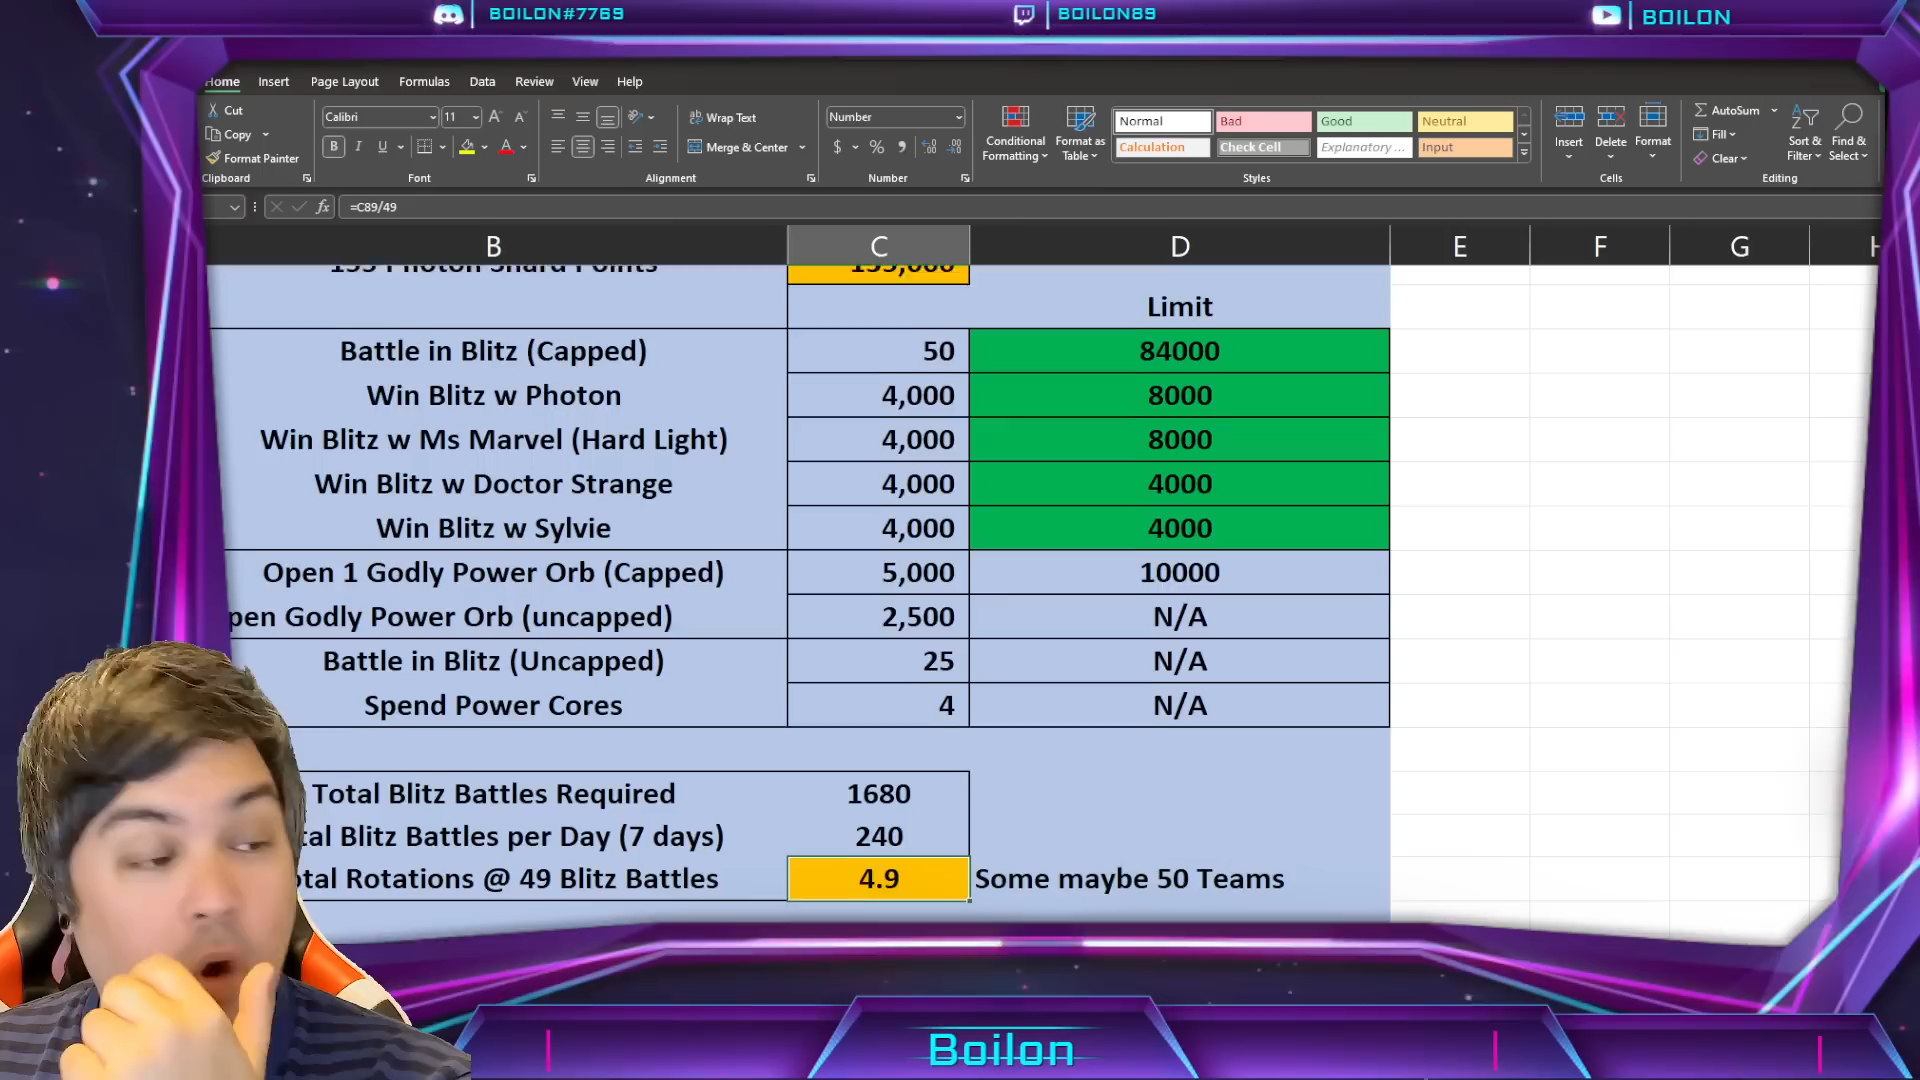 BOILON#7769 BOILON89 BOILON
Home Insert Page Layout Formulas Data Review View Help
Cut
Copy
Format Painter
Clipboard
Calibri 11 A A
B I U A
Font
Wrap Text
Merge & Center
Alignment
Number
$ % ,
Number
Conditional Formatting
Format as Table
Normal Bad Good Neutral
Calculation Check Cell Explanatory ... Input
Styles
Insert Delete Format
Cells
AutoSum
Fill
Clear
Sort & Filter
Find & Select
Editing
fx =C89/49
B C D E F G H
Limit
Battle in Blitz (Capped) 50 84000
Win Blitz w Photon 4,000 8000
Win Blitz w Ms Marvel (Hard Light) 4,000 8000
Win Blitz w Doctor Strange 4,000 4000
Win Blitz w Sylvie 4,000 4000
Open 1 Godly Power Orb (Capped) 5,000 10000
pen Godly Power Orb (uncapped) 2,500 N/A
Battle in Blitz (Uncapped) 25 N/A
Spend Power Cores 4 N/A
Total Blitz Battles Required 1680
tal Blitz Battles per Day (7 days) 240
otal Rotations @ 49 Blitz Battles 4.9 Some maybe 50 Teams
Boilon